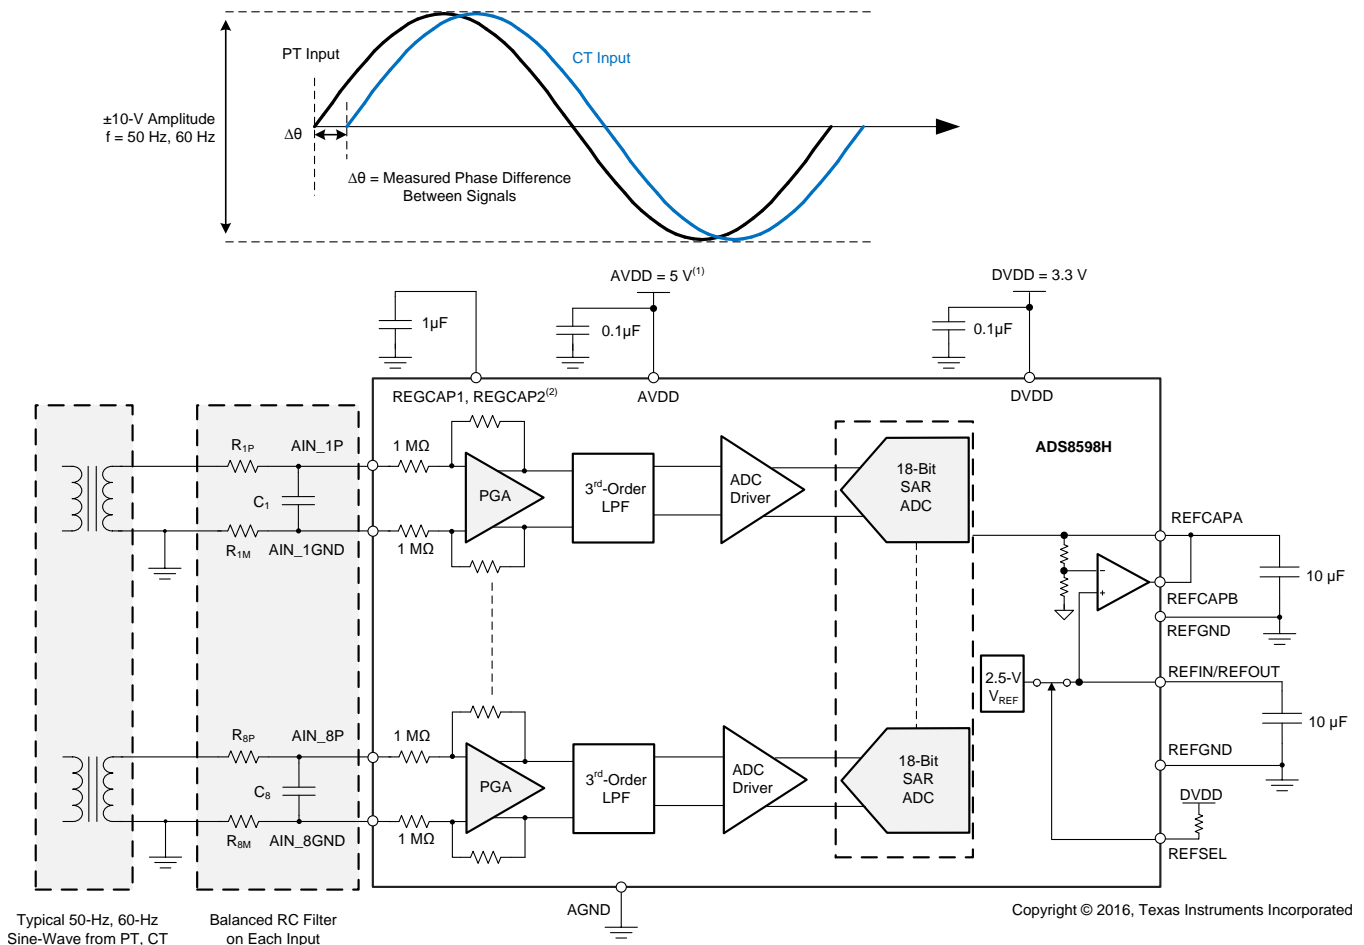 PT Input
CT Input
±10-V Amplitude
f = 50 Hz, 60 Hz
Δθ
Δθ = Measured Phase Difference
Between Signals
AVDD = 5 V(1)
DVDD = 3.3 V
1µF
0.1µF
0.1µF
REGCAP1, REGCAP2(2)
AVDD
DVDD
R1P
AIN_1P
1 MΩ
C1
PGA
3rd-Order
LPF
ADC
Driver
18-Bit
SAR
ADC
ADS8598H
R1M
AIN_1GND
1 MΩ
REFCAPA
10 µF
REFCAPB
REFGND
2.5-V
VREF
REFIN/REFOUT
10 µF
R8P
AIN_8P
1 MΩ
C8
PGA
3rd-Order
LPF
ADC
Driver
18-Bit
SAR
ADC
REFGND
DVDD
R8M
AIN_8GND
1 MΩ
REFSEL
AGND
Copyright © 2016, Texas Instruments Incorporated
Typical 50-Hz, 60-Hz
Sine-Wave from PT, CT
Balanced RC Filter
on Each Input